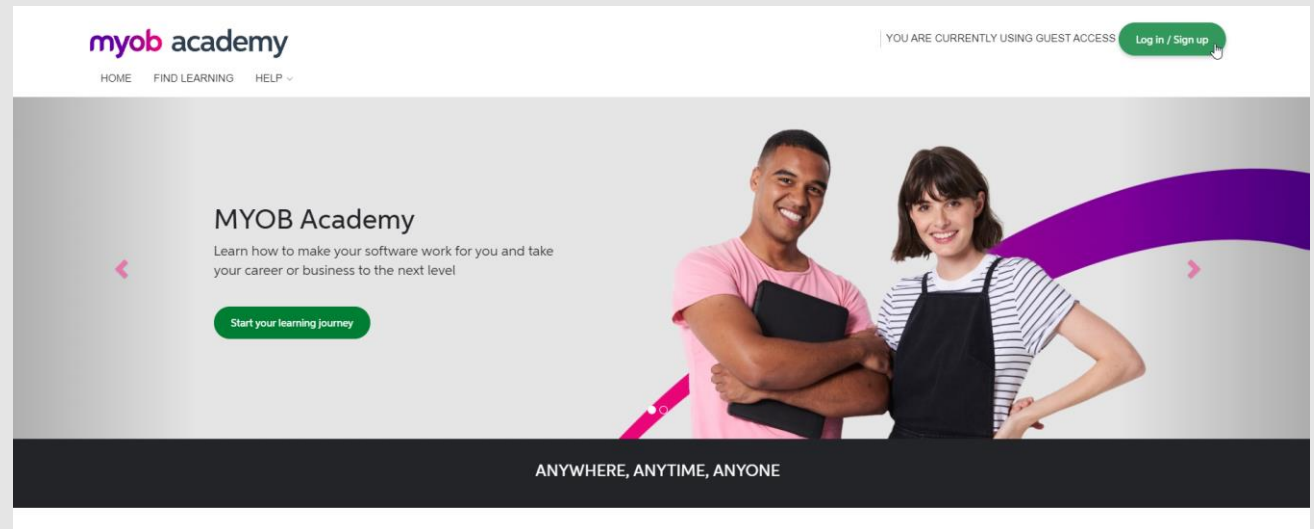 myob academy
YOU ARE CURRENTLY USING GUEST ACCESS
Log in / Sign up
HOME FIND LEARNING HELP
MYOB Academy
Learn how to make your software work for you and take
your career or business to the next level
Start your learning journey
ANYWHERE, ANYTIME, ANYONE